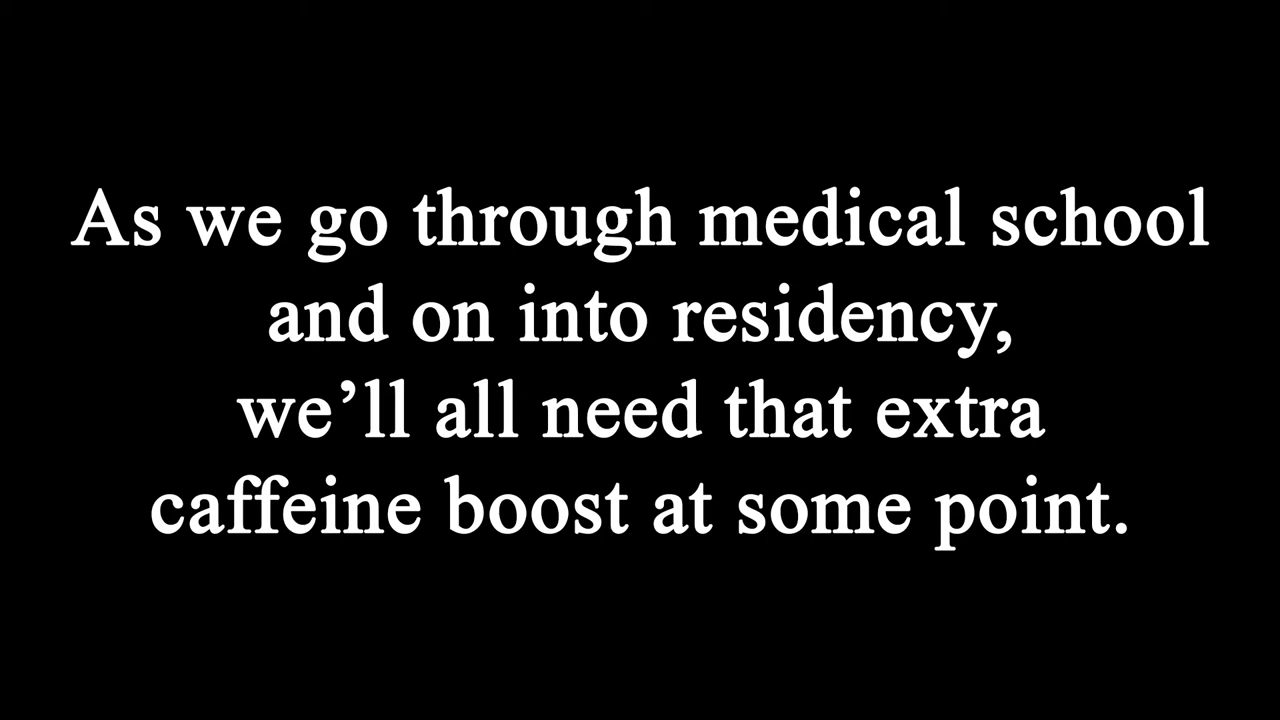 As we go through medical school
and on into residency,
we’ll all need that extra
caffeine boost at some point.